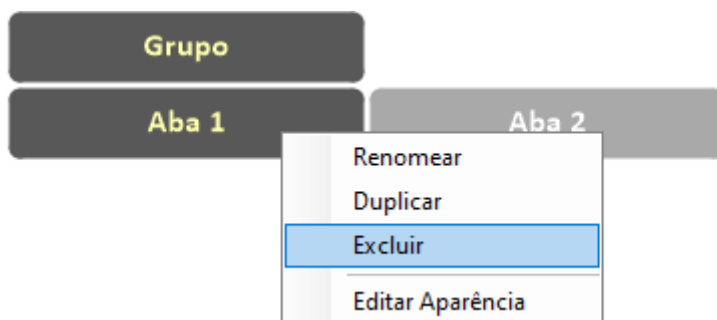 Grupo
Aba 1
Aba 2
Renomear
Duplicar
Excluir
Editar Aparência